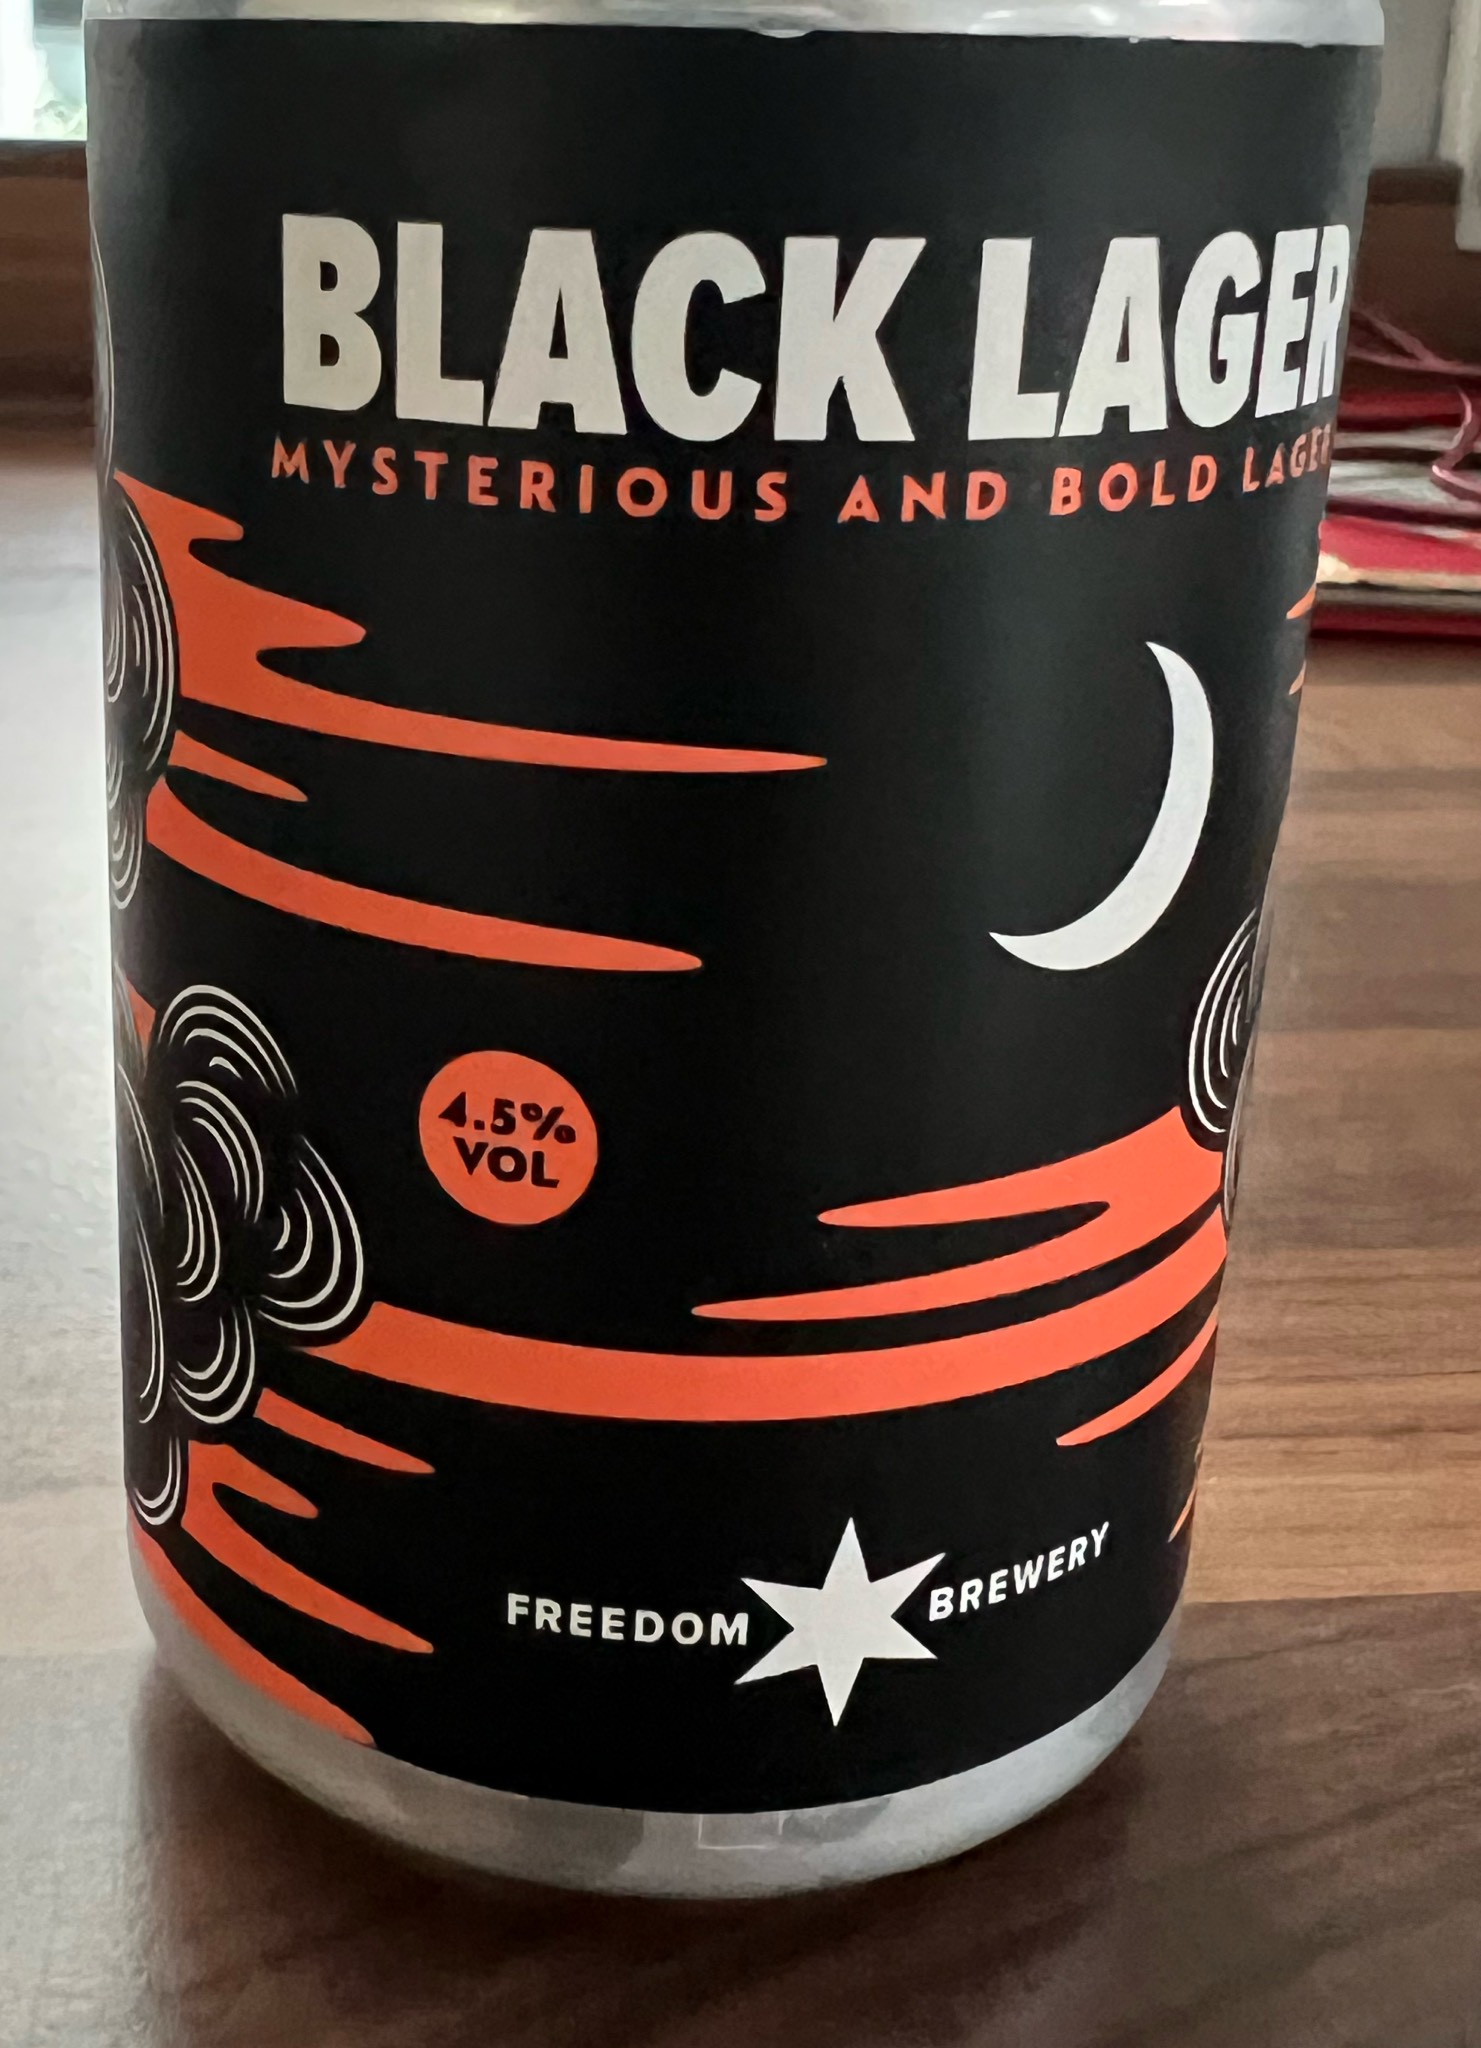 BLACK LAGER
MYSTERIOUS AND BOLD LAGER
4.5%
VOL
FREEDOM BREWERY